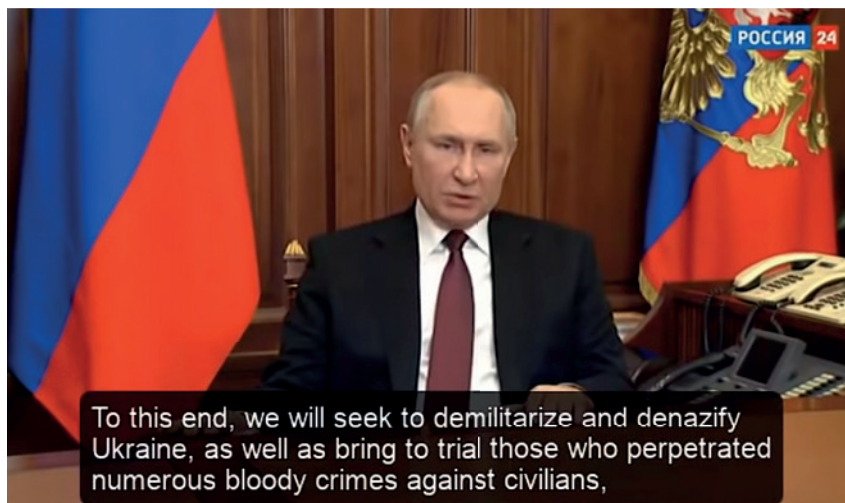 РОССИЯ 24
To this end, we will seek to demilitarize and denazify
Ukraine, as well as bring to trial those who perpetrated
numerous bloody crimes against civilians,